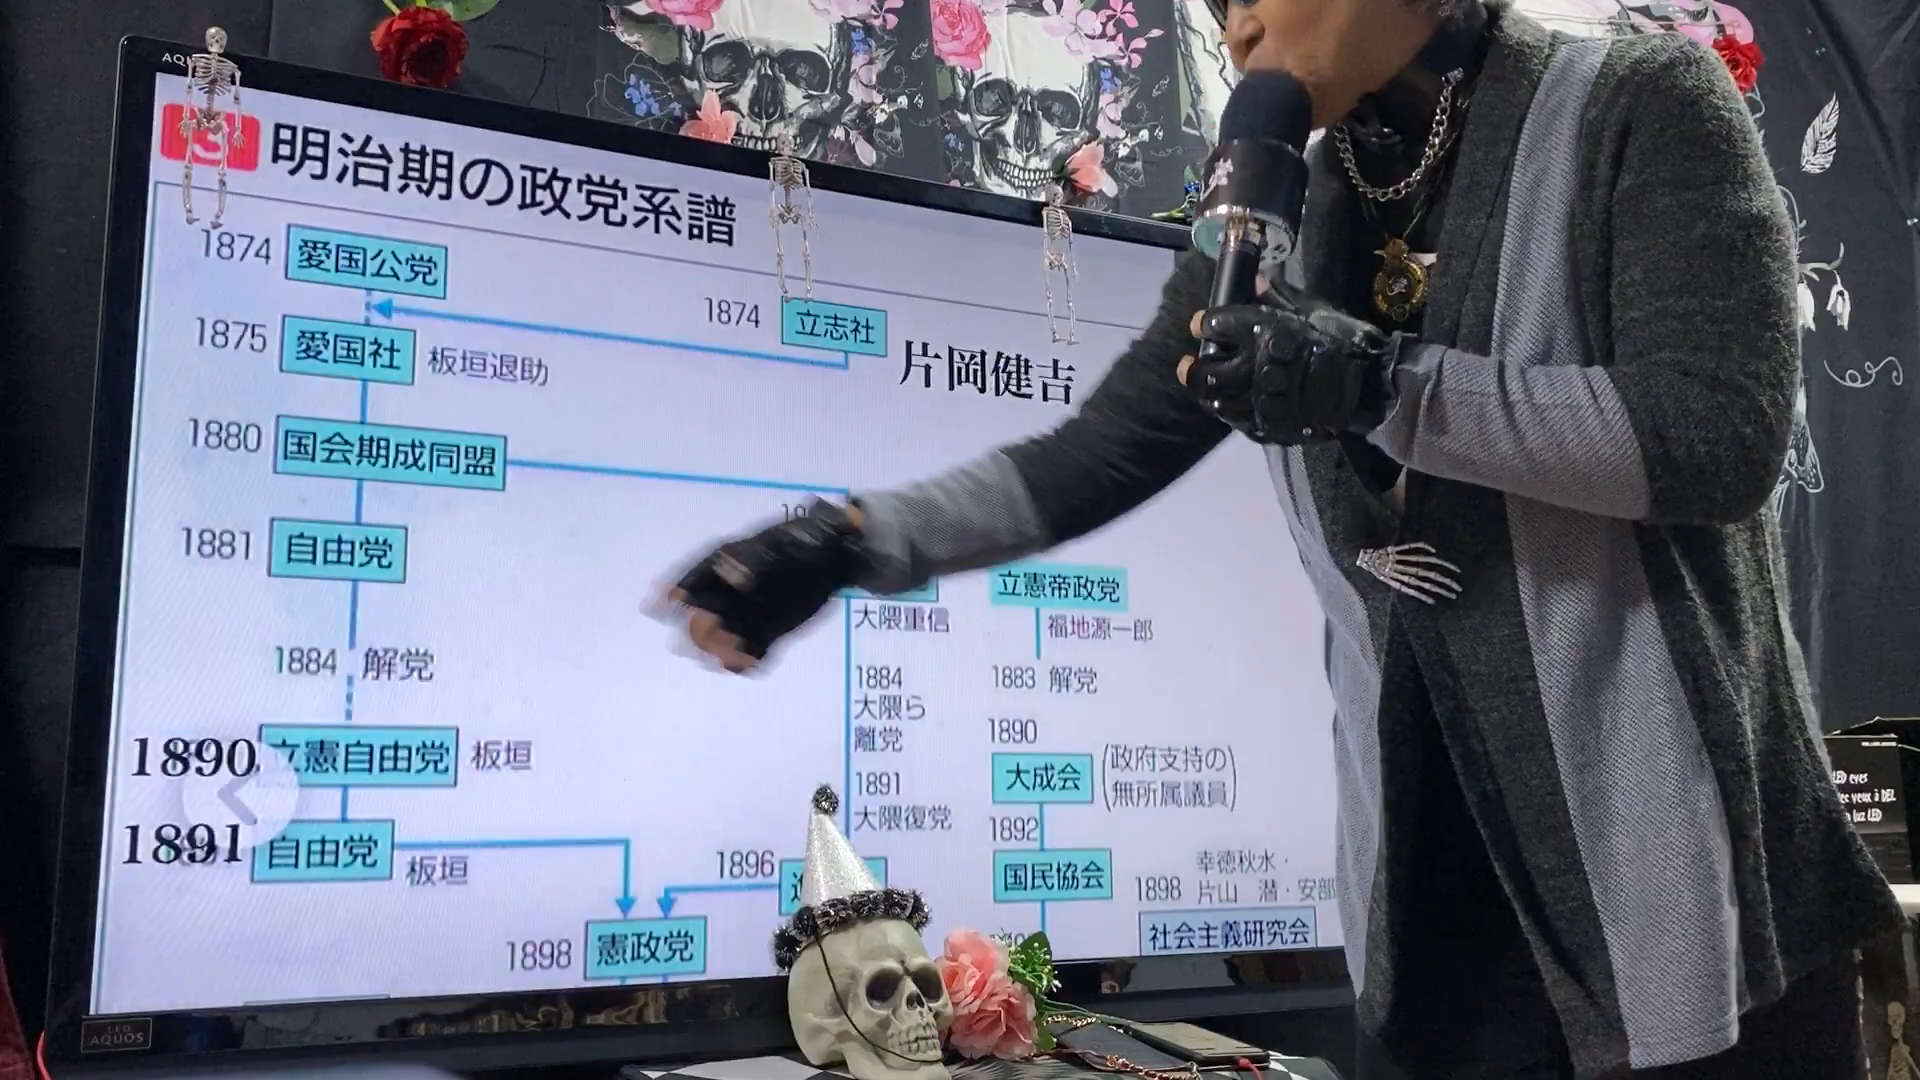 明治期の政党系譜
1874 愛国公党
1874 立志社
片岡健吉
1875 愛国社 板垣退助
1880 国会期成同盟
1881 自由党
立憲帝政党
大隈重信
福地源一郎
1884 解党
1884
大隈ら
離党
1883 解党
1890
1890 立憲自由党 板垣
大成会 (政府支持の
無所属議員)
1891
大隈復党
1892
1891 自由党 板垣
1896
国民協会
幸徳秋水・
1898 片山 潜・安部
社会主義研究会
1898 憲政党
LED
AQUOS
LED eyes